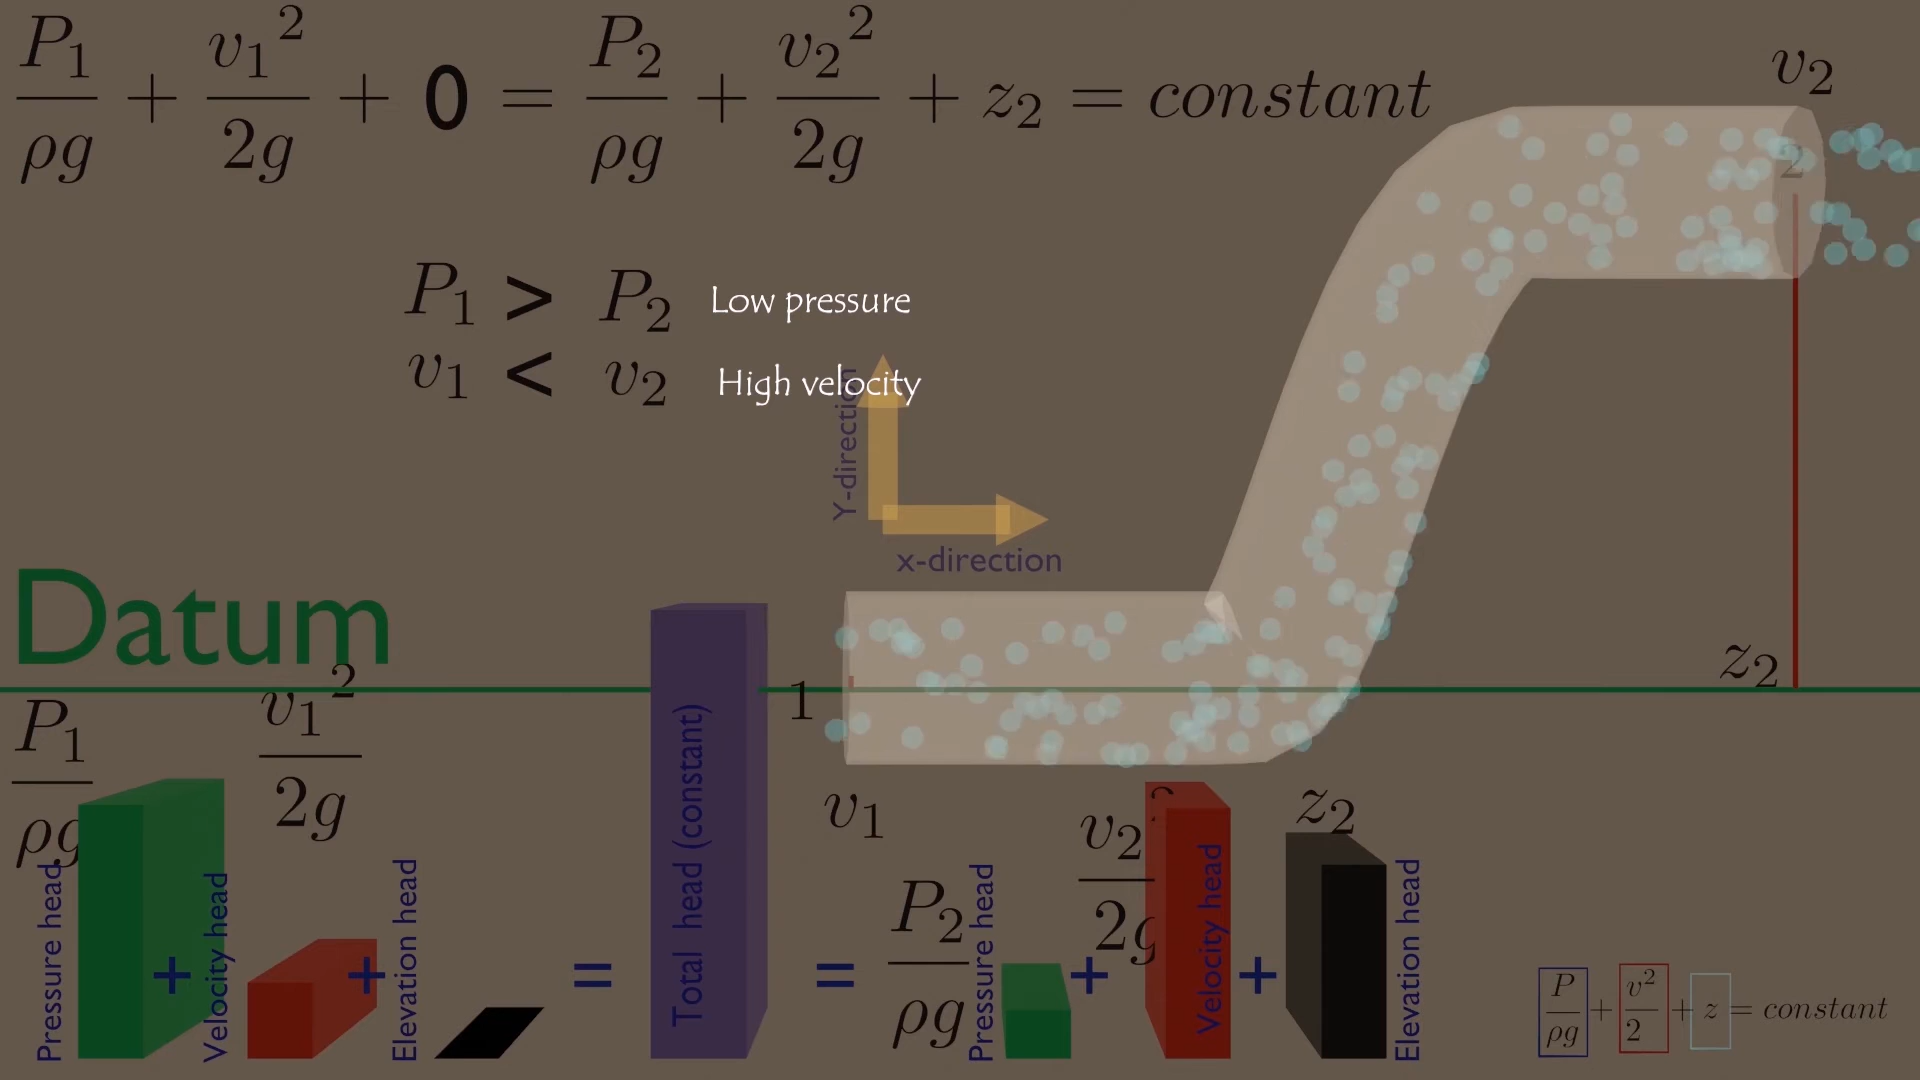 P₁/ρg + v₁²/2g + 0 = P₂/ρg + v₂²/2g + z₂ = constant
v₂
2
P₁ > P₂ Low pressure
v₁ < v₂ High velocity
Y-direction
x-direction
Datum
z₂
1
P₁/ρg
v₁²/2g
v₁
v₂²/2g
z₂
P₂/ρg
Pressure head + Velocity head + Elevation head = Total head (constant) = Pressure head + Velocity head + Elevation head
P/ρg + v²/2 + z = constant